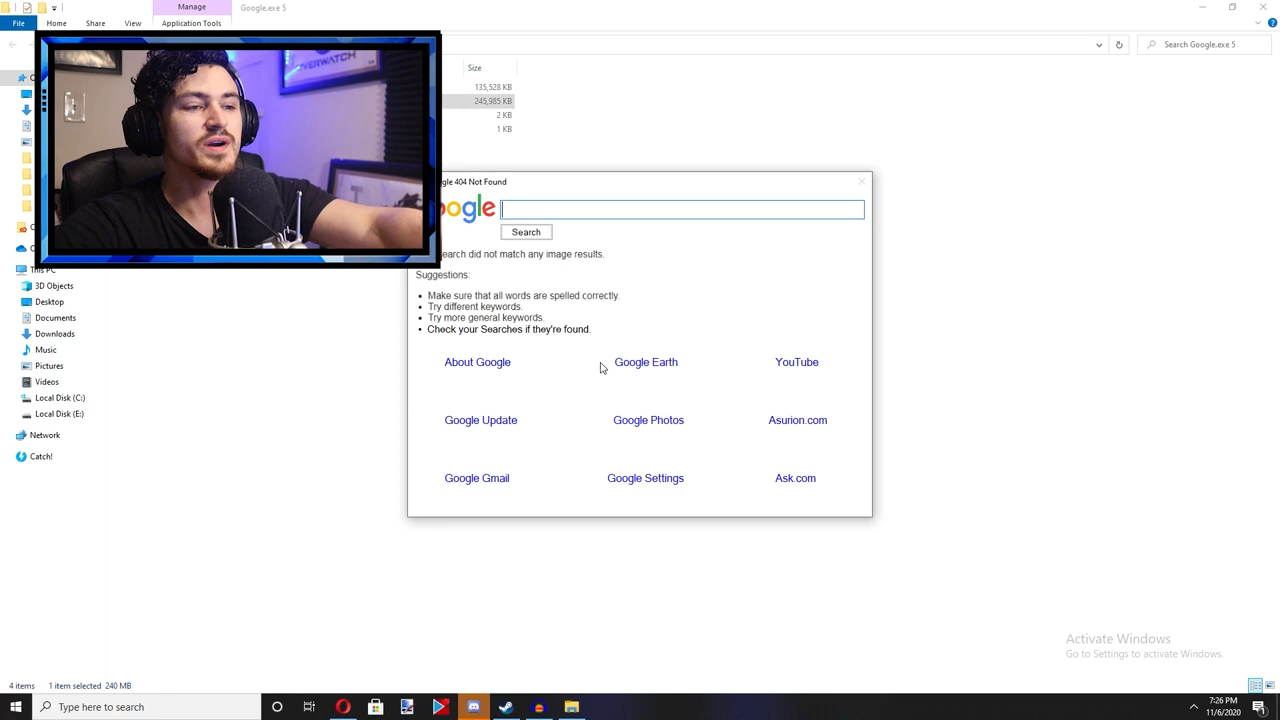 Manage
Google.exe 5
File
Home
Share
View
Application Tools
Search Google.exe 5
Size
135,528 KB
245,985 KB
2 KB
1 KB
OVERWATCH
gle 404 Not Found
oogle
Search
earch did not match any image results.
Suggestions:
• Make sure that all words are spelled correctly.
• Try different keywords.
• Try more general keywords.
• Check your Searches if they're found.
About Google
Google Earth
YouTube
Google Update
Google Photos
Asurion.com
Google Gmail
Google Settings
Ask.com
This PC
3D Objects
Desktop
Documents
Downloads
Music
Pictures
Videos
Local Disk (C:)
Local Disk (E:)
Network
Catch!
Activate Windows
Go to Settings to activate Windows.
4 items
1 item selected 240 MB
Type here to search
7:26 PM
11/6/2020